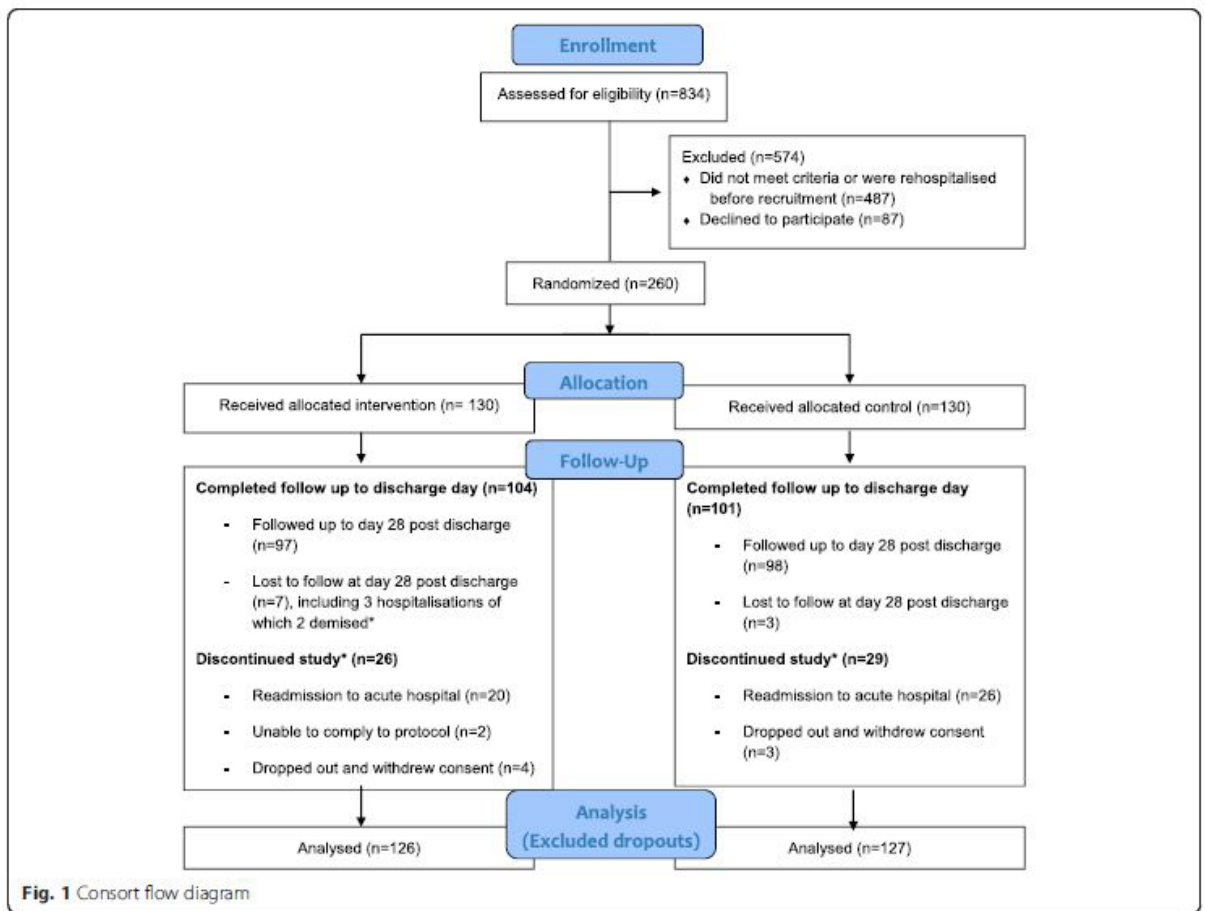 Enrollment
Assessed for eligibility (n=834)
Excluded (n=574)
♦ Did not meet criteria or were rehospitalised
before recruitment (n=487)
♦ Declined to participate (n=87)
Randomized (n=260)
Allocation
Received allocated intervention (n= 130)
Received allocated control (n=130)
Follow-Up
Completed follow up to discharge day (n=104)
- Followed up to day 28 post discharge
(n=97)
- Lost to follow at day 28 post discharge
(n=7), including 3 hospitalisations of
which 2 demised*
Discontinued study* (n=26)
- Readmission to acute hospital (n=20)
- Unable to comply to protocol (n=2)
- Dropped out and withdrew consent (n=4)
Completed follow up to discharge day
(n=101)
- Followed up to day 28 post discharge
(n=98)
- Lost to follow at day 28 post discharge
(n=3)
Discontinued study* (n=29)
- Readmission to acute hospital (n=26)
- Dropped out and withdrew consent
(n=3)
Analysis
(Excluded dropouts)
Analysed (n=126)
Analysed (n=127)
Fig. 1 Consort flow diagram